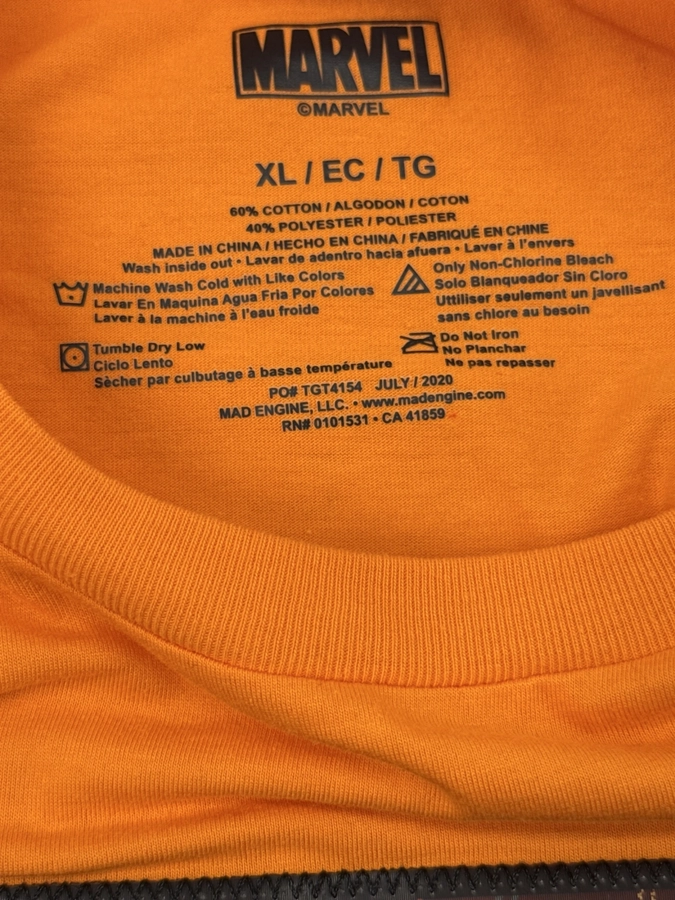 MARVEL
©MARVEL
XL / EC / TG
60% COTTON / ALGODON / COTON
40% POLYESTER / POLIESTER
MADE IN CHINA / HECHO EN CHINA / FABRIQUÉ EN CHINE
Wash inside out • Lavar de adentro hacia afuera • Laver à l'envers
Machine Wash Cold with Like Colors
Lavar En Maquina Agua Fria Por Colores
Laver à la machine à l'eau froide
Only Non-Chlorine Bleach
Solo Blanqueador Sin Cloro
Uttiliser seulement un javellisant
sans chlore au besoin
Tumble Dry Low
Ciclo Lento
Sècher par culbutage à basse température
Do Not Iron
No Planchar
Ne pas repasser
PO# TGT4154 JULY / 2020
MAD ENGINE, LLC. • www.madengine.com
RN# 0101531 • CA 41859